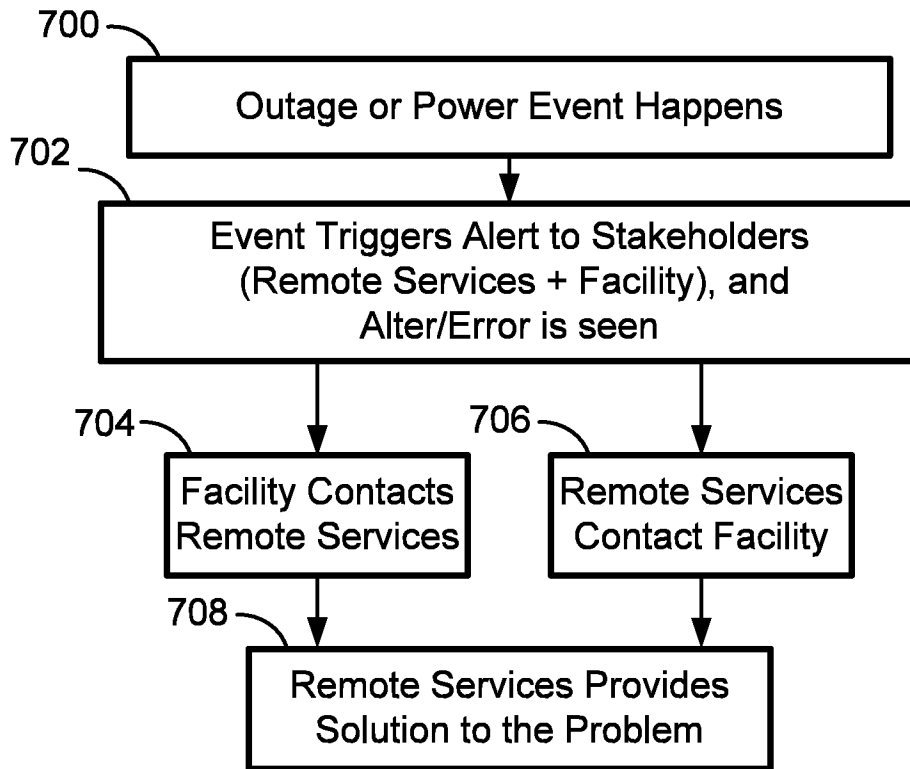 700
Outage or Power Event Happens
702
Event Triggers Alert to Stakeholders
(Remote Services + Facility), and
Alter/Error is seen
704
Facility Contacts
Remote Services
706
Remote Services
Contact Facility
708
Remote Services Provides
Solution to the Problem